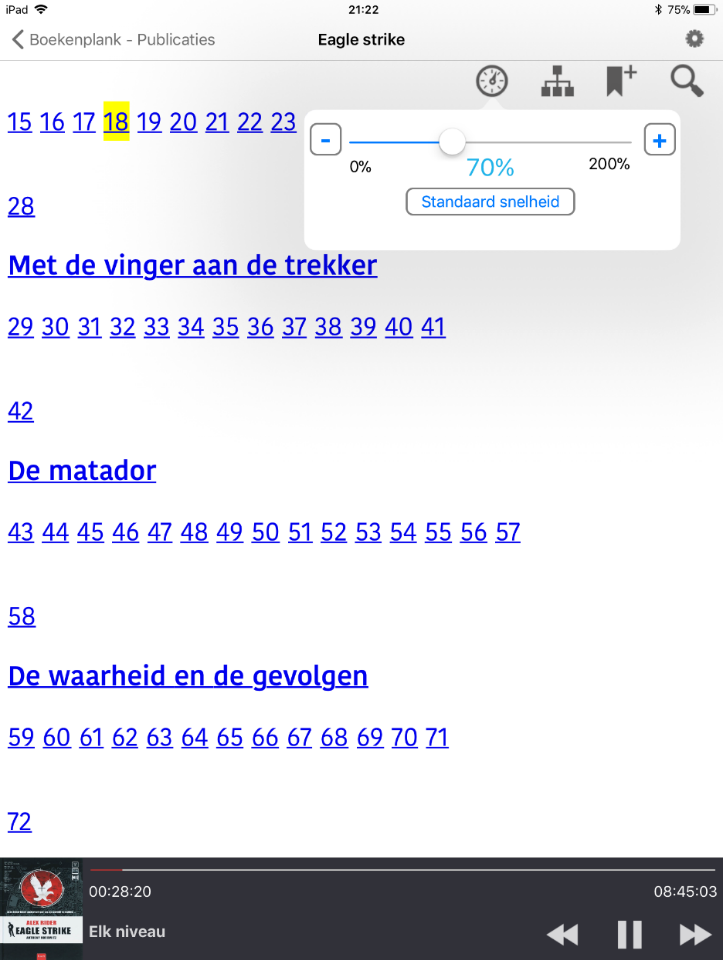 iPad 21:22 75%
Boekenplank - Publicaties Eagle strike
15 16 17 18 19 20 21 22 23
- +
0% 70% 200%
Standaard snelheid
28
Met de vinger aan de trekker
29 30 31 32 33 34 35 36 37 38 39 40 41
42
De matador
43 44 45 46 47 48 49 50 51 52 53 54 55 56 57
58
De waarheid en de gevolgen
59 60 61 62 63 64 65 66 67 68 69 70 71
72
00:28:20 08:45:03
ALEX RIDER
EAGLE STRIKE
ANTHONY HOROWITZ
Elk niveau